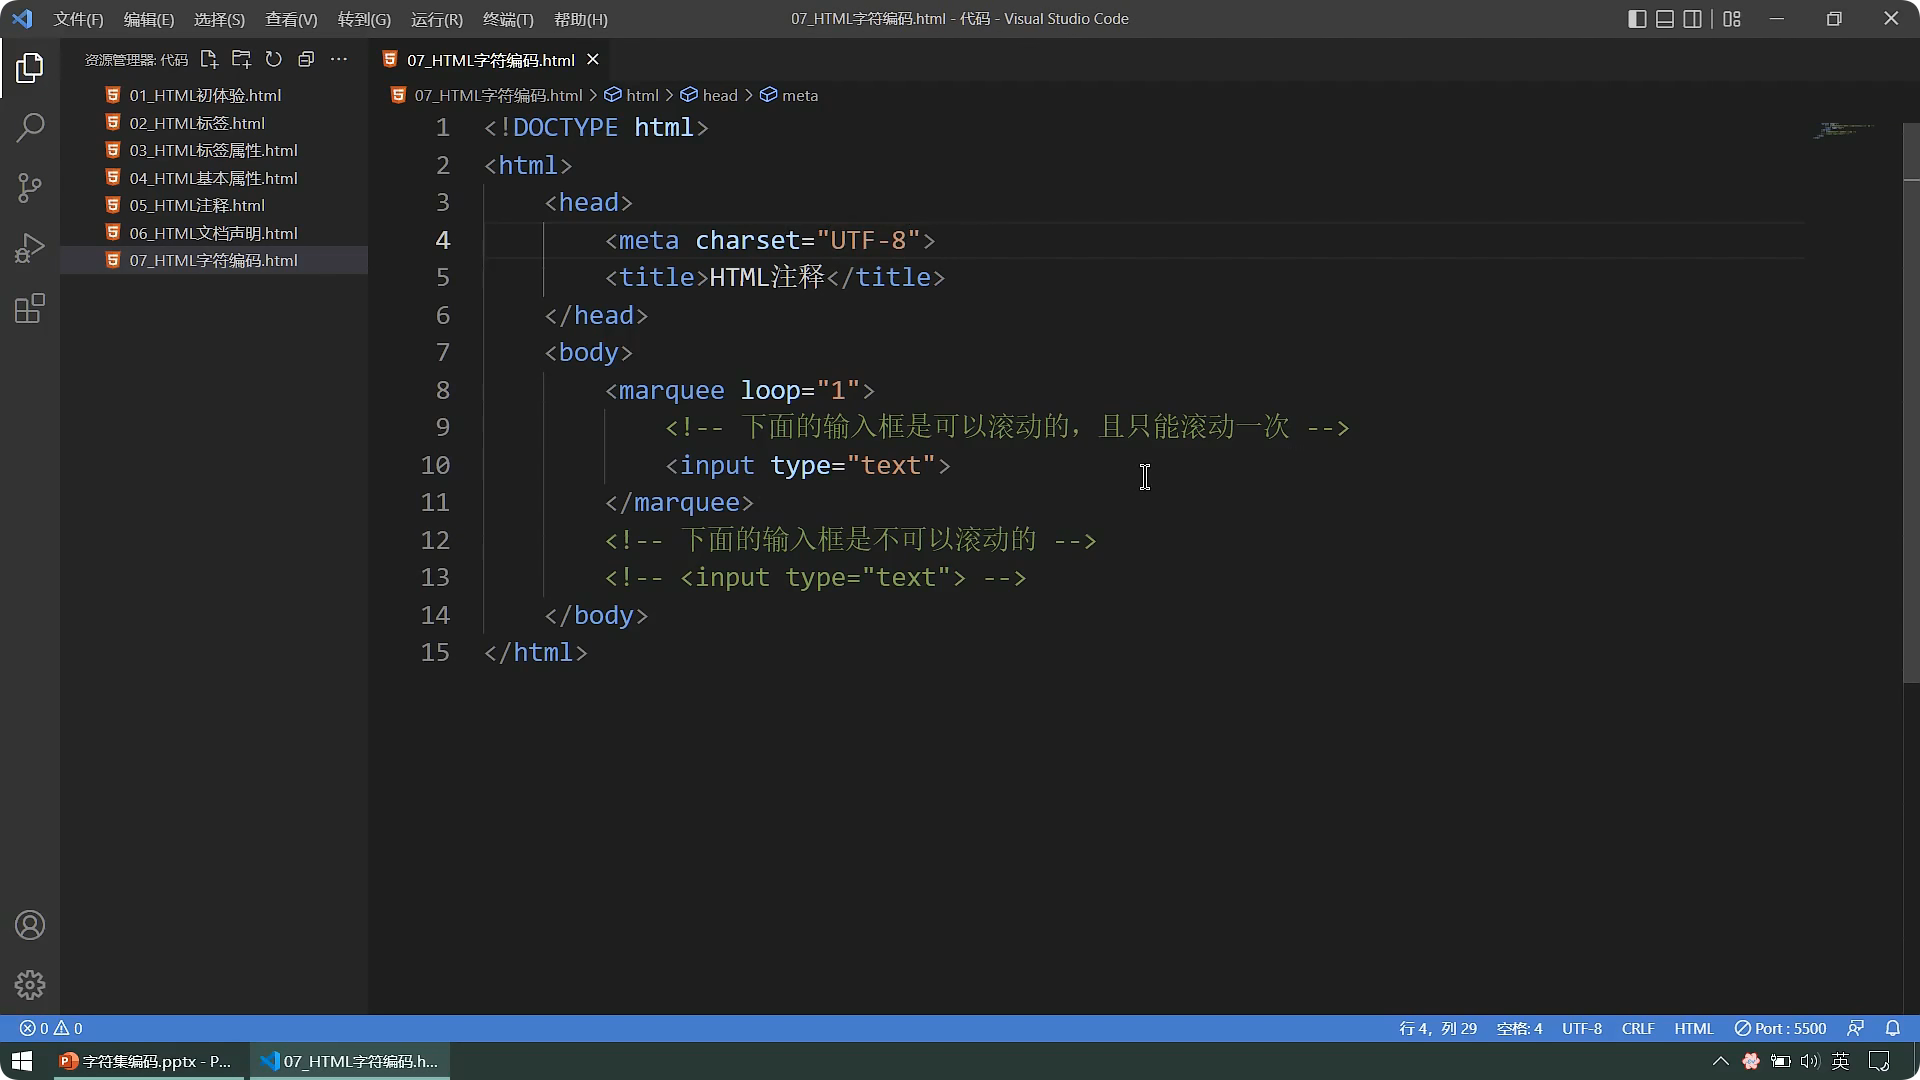 文件(F) 编辑(E) 选择(S) 查看(V) 转到(G) 运行(R) 终端(T) 帮助(H) 07_HTML字符编码.html - 代码 - Visual Studio Code
资源管理器: 代码
01_HTML初体验.html
02_HTML标签.html
03_HTML标签属性.html
04_HTML基本属性.html
05_HTML注释.html
06_HTML文档声明.html
07_HTML字符编码.html
07_HTML字符编码.html
07_HTML字符编码.html > html > head > meta
1 <!DOCTYPE html>
2 <html>
3 <head>
4 <meta charset="UTF-8">
5 <title>HTML注释</title>
6 </head>
7 <body>
8 <marquee loop="1">
9 <!-- 下面的输入框是可以滚动的，且只能滚动一次 -->
10 <input type="text">
11 </marquee>
12 <!-- 下面的输入框是不可以滚动的 -->
13 <!-- <input type="text"> -->
14 </body>
15 </html>
0 0 行 4，列 29 空格: 4 UTF-8 CRLF HTML Port : 5500
字符集编码.pptx - P... 07_HTML字符编码.h... 英